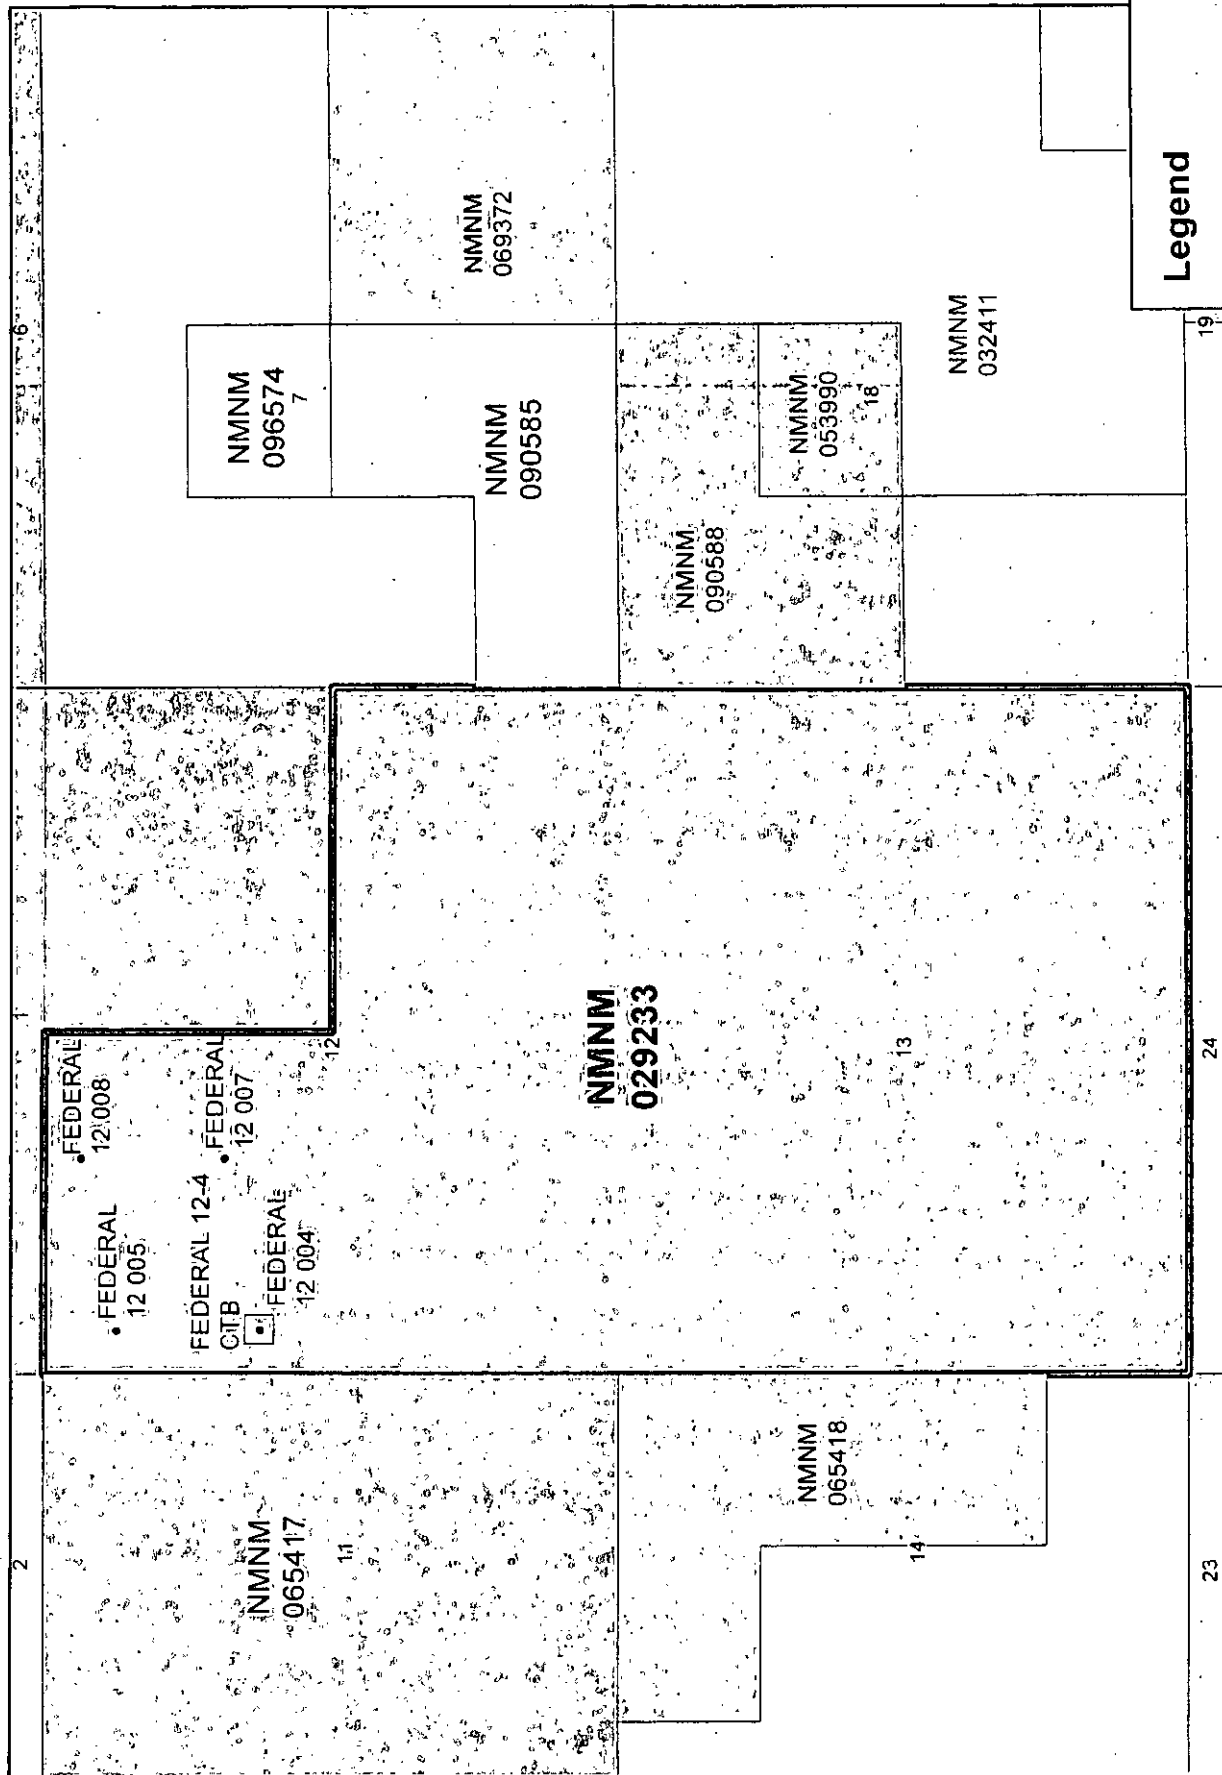 2
1
6
FEDERAL
12 008
FEDERAL
12 005
FEDERAL 12-4
CTB
FEDERAL
12 007
FEDERAL
12 004
NMNM
065417
11
12
NMNM
096574
7
NMNM
069372
NMNM
090585
NMNM
029233
NMNM
090588
NMNM
053990
18
NMNM
065418
14
13
NMNM
032411
Legend
23
24
19